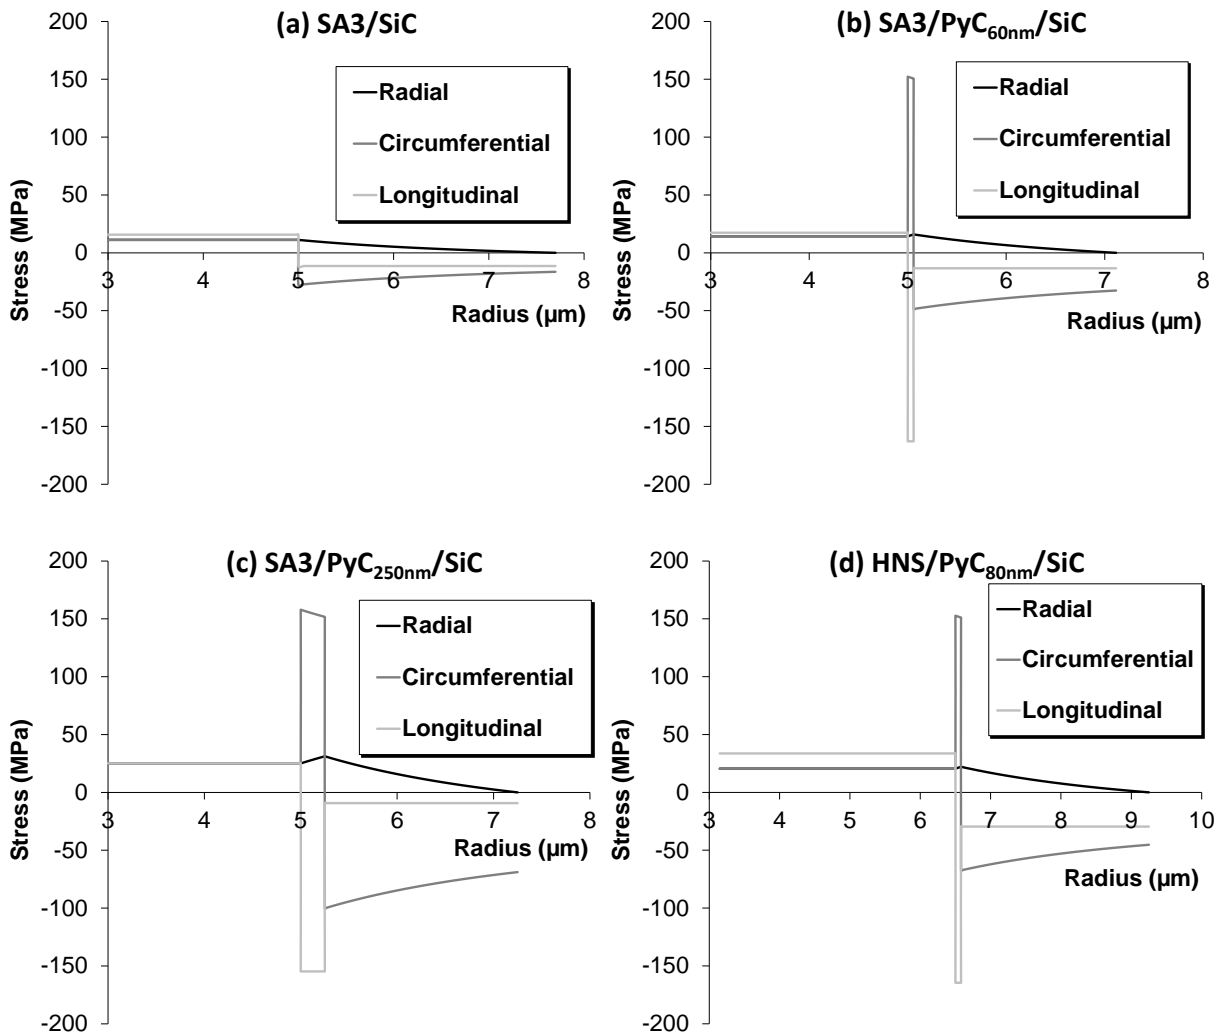 (a) SA3/SiC
200
150
100
50
0
-50
-100
-150
-200
Stress (MPa)
3 4 5 6 7 8
Radius (µm)
Radial
Circumferential
Longitudinal
(b) SA3/PyC60nm/SiC
200
150
100
50
0
-50
-100
-150
-200
Stress (MPa)
3 4 5 6 7 8
Radius (µm)
Radial
Circumferential
Longitudinal
(c) SA3/PyC250nm/SiC
200
150
100
50
0
-50
-100
-150
-200
Stress (MPa)
3 4 5 6 7 8
Radius (µm)
Radial
Circumferential
Longitudinal
(d) HNS/PyC80nm/SiC
200
150
100
50
0
-50
-100
-150
-200
Stress (MPa)
3 4 5 6 7 8 9 10
Radius (µm)
Radial
Circumferential
Longitudinal